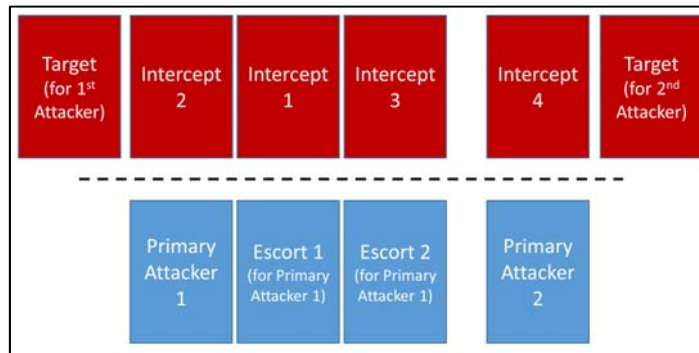 Target
(for 1st
Attacker)
Intercept
2
Intercept
1
Intercept
3
Intercept
4
Target
(for 2nd
Attacker)
Primary
Attacker
1
Escort 1
(for Primary
Attacker 1)
Escort 2
(for Primary
Attacker 1)
Primary
Attacker
2